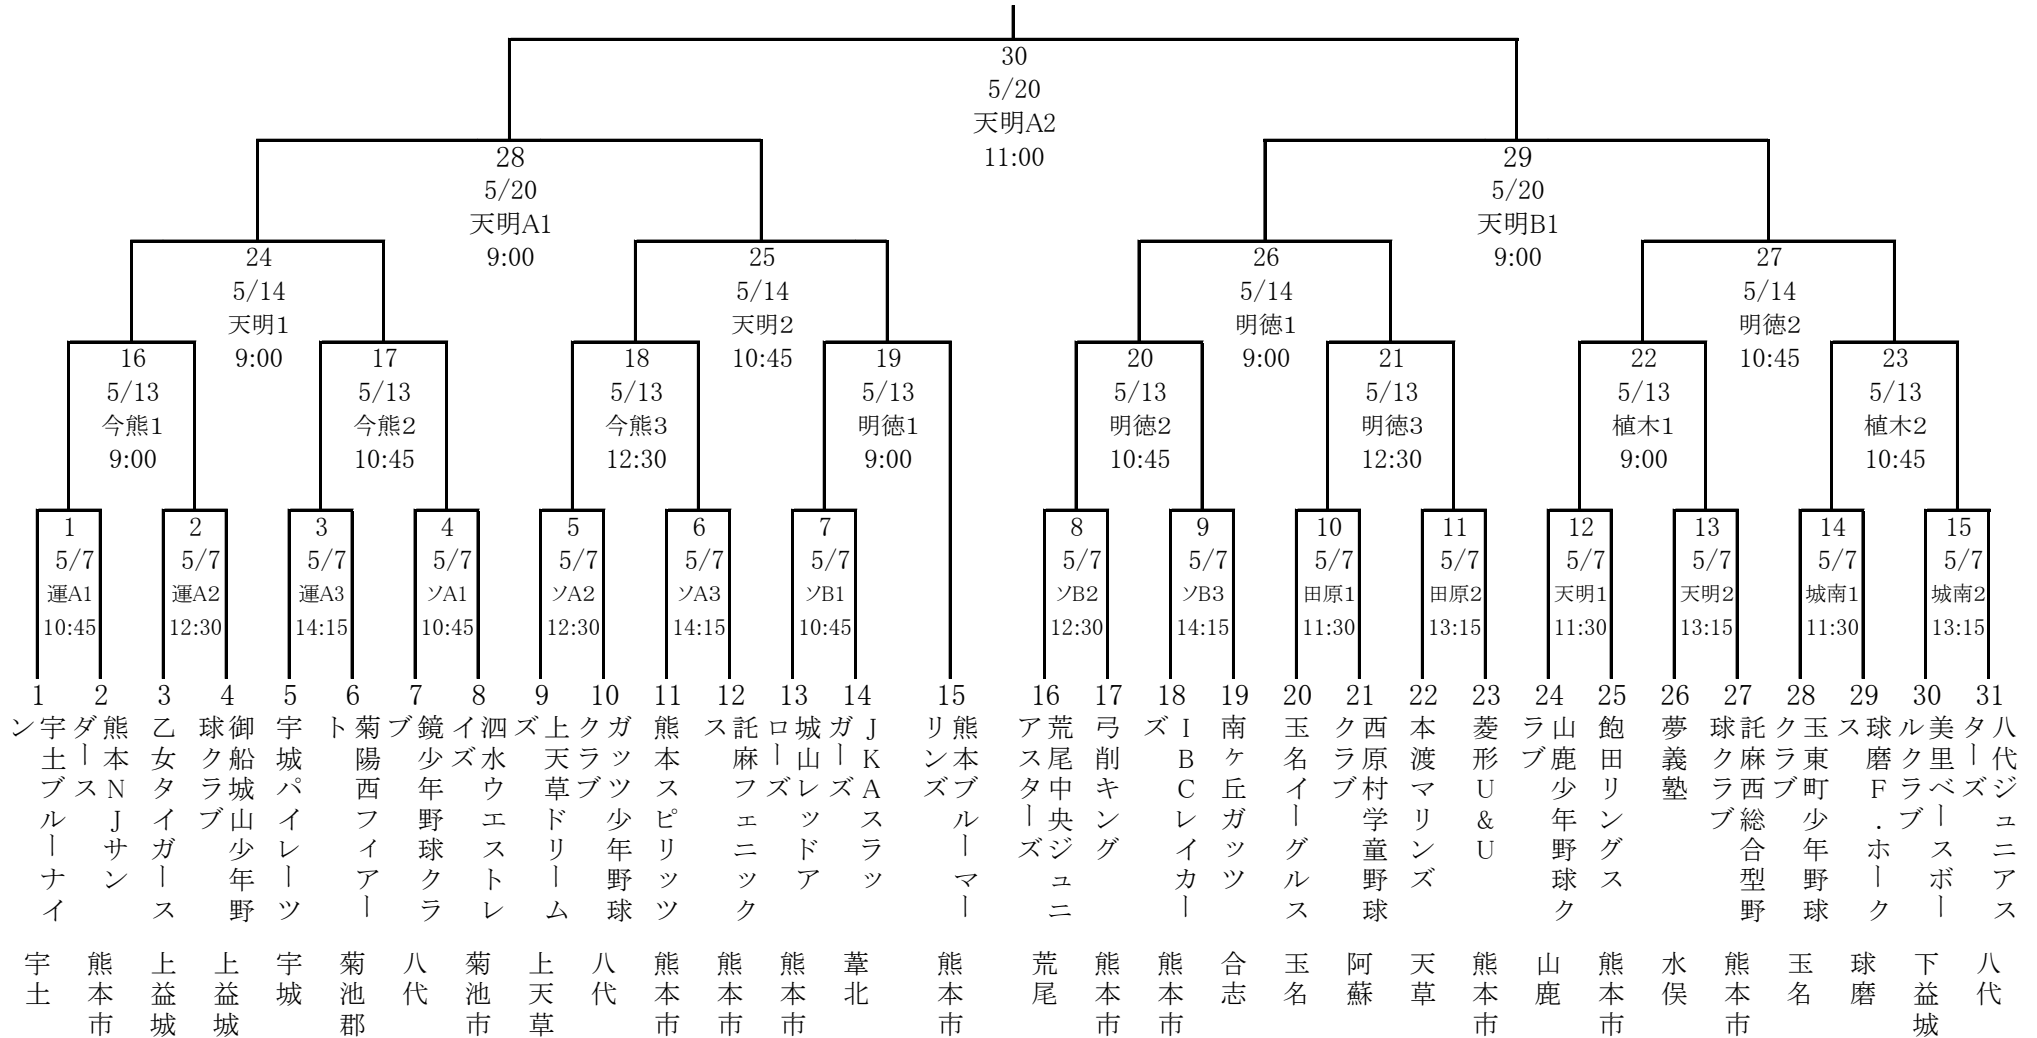 30
5/20
天明A2
11:00
28
5/20
天明A1
9:00
29
5/20
天明B1
9:00
24
5/14
天明1
9:00
25
5/14
天明2
10:45
26
5/14
明徳1
9:00
27
5/14
明徳2
10:45
16
5/13
今熊1
9:00
17
5/13
今熊2
10:45
18
5/13
今熊3
12:30
19
5/13
明徳1
9:00
20
5/13
明徳2
10:45
21
5/13
明徳3
12:30
22
5/13
植木1
9:00
23
5/13
植木2
10:45
1
5/7
運A1
10:45
2
5/7
運A2
12:30
3
5/7
運A3
14:15
4
5/7
ソA1
10:45
5
5/7
ソA2
12:30
6
5/7
ソA3
14:15
7
5/7
ソB1
10:45
8
5/7
ソB2
12:30
9
5/7
ソB3
14:15
10
5/7
田原1
11:30
11
5/7
田原2
13:15
12
5/7
天明1
11:30
13
5/7
天明2
13:15
14
5/7
城南1
11:30
15
5/7
城南2
13:15
1
宇土ブルーナイ
ン
宇土
2
熊本NJサン
ダース
熊本市
3
乙女タイガース
上益城
4
御船城山少年野
球クラブ
上益城
5
宇城パイレーツ
宇城
6
菊陽西フィアー
ト
菊池郡
7
鏡少年野球クラ
ブ
八代
8
泗水ウエストレ
イズ
菊池市
9
上天草ドリーム
ズ
上天草
10
ガッツ少年野球
クラブ
八代
11
熊本スピリッツ
熊本市
12
託麻フェニック
ス
熊本市
13
城山レッドア
ローズ
熊本市
14
JKAスラッ
ガーズ
葦北
15
熊本ブルーマー
リンズ
熊本市
16
荒尾中央ジュニ
アスターズ
荒尾
17
弓削キング
熊本市
18
IBCレイカー
ズ
熊本市
19
南ヶ丘ガッツ
合志
20
玉名イーグルス
玉名
21
西原村学童野球
クラブ
阿蘇
22
本渡マリンズ
天草
23
菱形U&U
熊本市
24
山鹿少年野球ク
ラブ
山鹿
25
飽田リングス
熊本市
26
夢義塾
水俣
27
託麻西総合型野
球クラブ
熊本市
28
玉東町少年野球
クラブ
玉名
29
球磨F.ホーク
ス
球磨
30
美里ベースボー
ルクラブ
下益城
31
八代ジュニアス
ターズ
八代